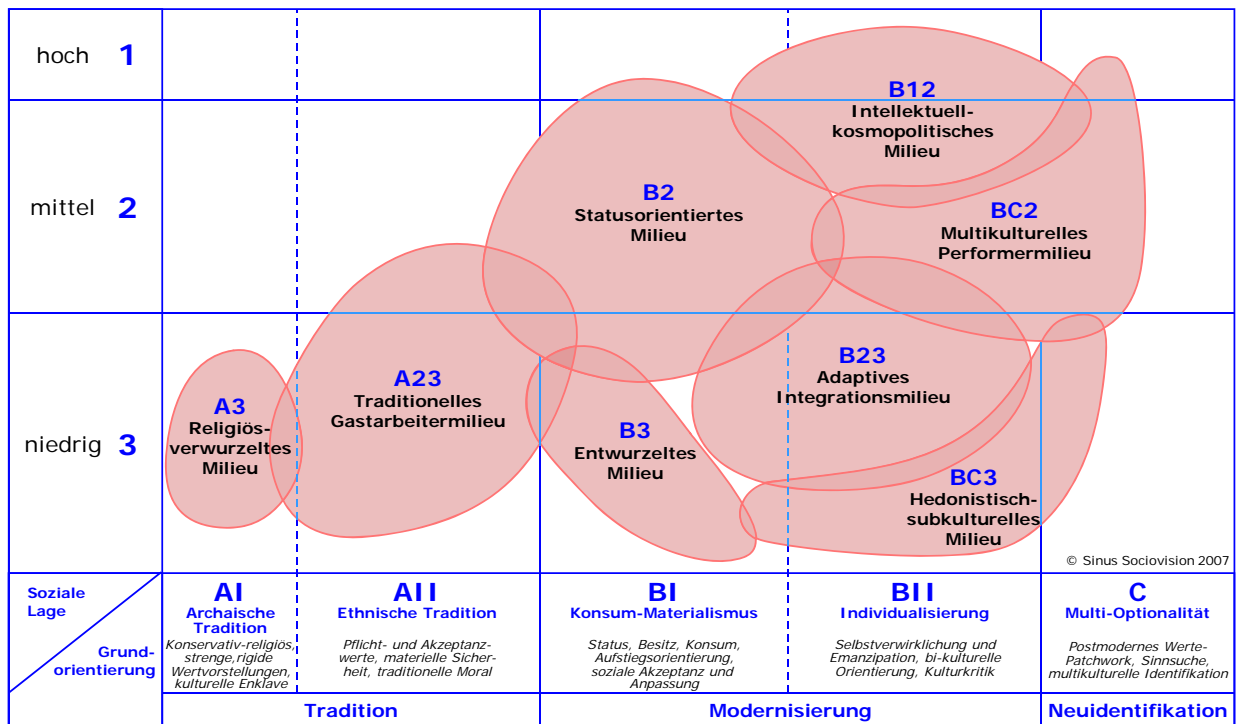 hoch 1
mittel 2
niedrig 3
B12
Intellektuell-
kosmopolitisches
Milieu
B2
Statusorientiertes
Milieu
BC2
Multikulturelles
Performermilieu
A3
Religiös-
verwurzeltes
Milieu
A23
Traditionelles
Gastarbeitermilieu
B3
Entwurzeltes
Milieu
B23
Adaptives
Integrationsmilieu
BC3
Hedonistisch-
subkulturelles
Milieu
© Sinus Sociovision 2007
Soziale
Lage
Grund-
orientierung
AI
Archaische
Tradition
Konservativ-religiös,
strenge,rigide
Wertvorstellungen,
kulturelle Enklave
AII
Ethnische Tradition
Pflicht- und Akzeptanz-
werte, materielle Sicher-
heit, traditionelle Moral
BI
Konsum-Materialismus
Status, Besitz, Konsum,
Aufstiegsorientierung,
soziale Akzeptanz und
Anpassung
BII
Individualisierung
Selbstverwirklichung und
Emanzipation, bi-kulturelle
Orientierung, Kulturkritik
C
Multi-Optionalität
Postmodernes Werte-
Patchwork, Sinnsuche,
multikulturelle Identifikation
Tradition
Modernisierung
Neuidentifikation